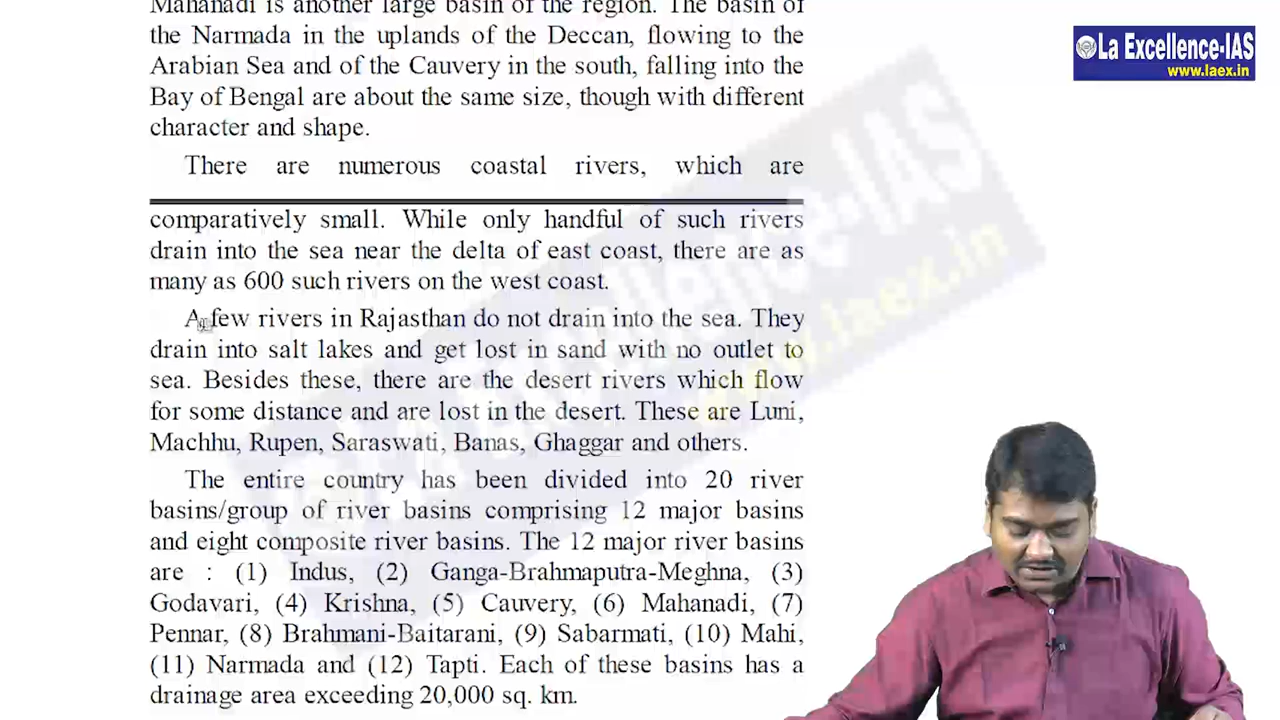 Mahanadi is another large basin of the region. The basin of
the Narmada in the uplands of the Deccan, flowing to the
Arabian Sea and of the Cauvery in the south, falling into the
Bay of Bengal are about the same size, though with different
character and shape.
There are numerous coastal rivers, which are
comparatively small. While only handful of such rivers
drain into the sea near the delta of east coast, there are as
many as 600 such rivers on the west coast.
A few rivers in Rajasthan do not drain into the sea. They
drain into salt lakes and get lost in sand with no outlet to
sea. Besides these, there are the desert rivers which flow
for some distance and are lost in the desert. These are Luni,
Machhu, Rupen, Saraswati, Banas, Ghaggar and others.
The entire country has been divided into 20 river
basins/group of river basins comprising 12 major basins
and eight composite river basins. The 12 major river basins
are : (1) Indus, (2) Ganga-Brahmaputra-Meghna, (3)
Godavari, (4) Krishna, (5) Cauvery, (6) Mahanadi, (7)
Pennar, (8) Brahmani-Baitarani, (9) Sabarmati, (10) Mahi,
(11) Narmada and (12) Tapti. Each of these basins has a
drainage area exceeding 20,000 sq. km.
La Excellence-IAS
www.laex.in
La Excellence-IAS
www.laex.in